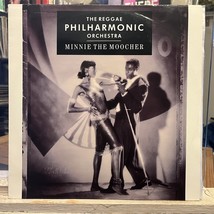 THE REGGAE
PHILHARMONIC
ORCHESTRA
MINNIE THE MOOCHER